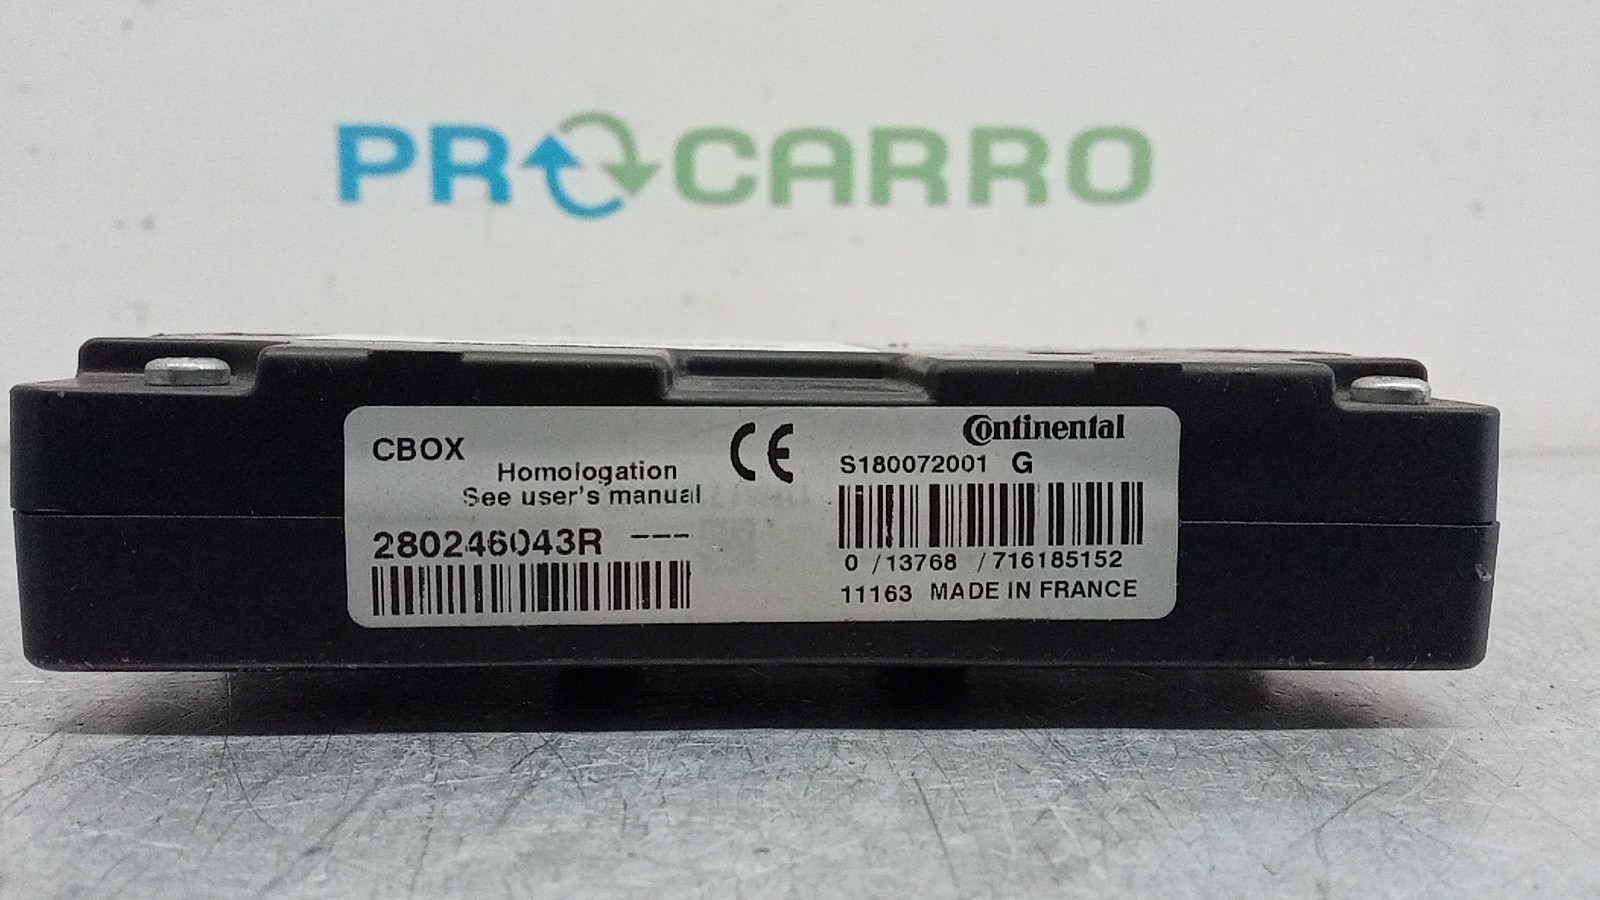 PROCARRO
CBOX
Homologation
See user's manual
280246043R ---
CE
Continental
S180072001 G
0 /13768 /716185152
11163 MADE IN FRANCE